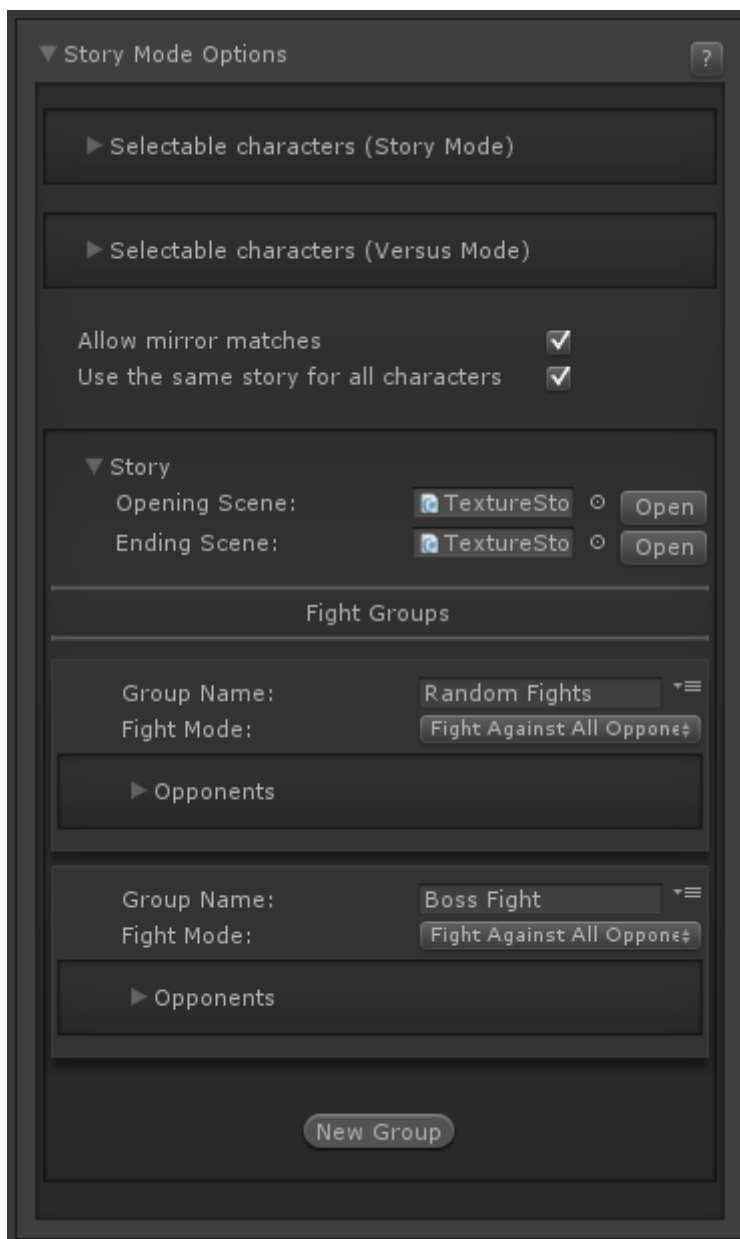 Story Mode Options ?
Selectable characters (Story Mode)
Selectable characters (Versus Mode)
Allow mirror matches
Use the same story for all characters
Story
Opening Scene: TextureSto Open
Ending Scene: TextureSto Open
Fight Groups
Group Name: Random Fights
Fight Mode: Fight Against All Oppone
Opponents
Group Name: Boss Fight
Fight Mode: Fight Against All Oppone
Opponents
New Group